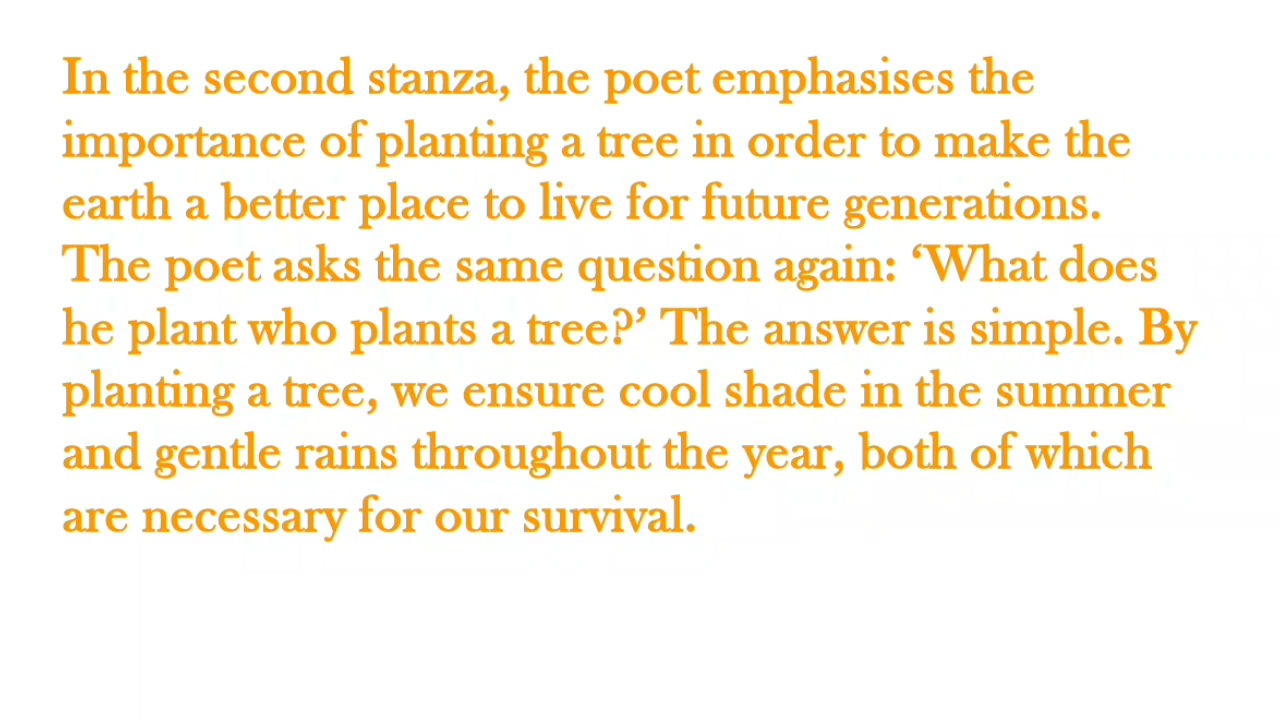 In the second stanza, the poet emphasises the
importance of planting a tree in order to make the
earth a better place to live for future generations.
The poet asks the same question again: ‘What does
he plant who plants a tree?’ The answer is simple. By
planting a tree, we ensure cool shade in the summer
and gentle rains throughout the year, both of which
are necessary for our survival.